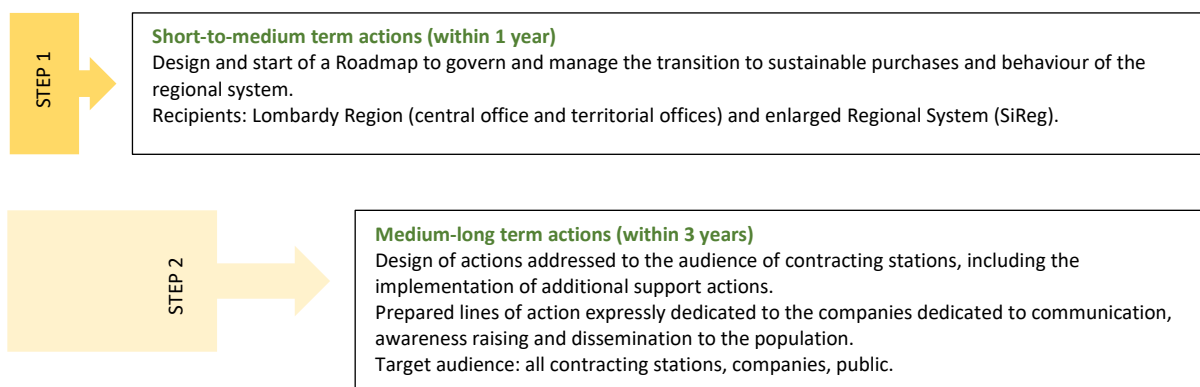 STEP 1
Short-to-medium term actions (within 1 year)
Design and start of a Roadmap to govern and manage the transition to sustainable purchases and behaviour of the
regional system.
Recipients: Lombardy Region (central office and territorial offices) and enlarged Regional System (SiReg).
STEP 2
Medium-long term actions (within 3 years)
Design of actions addressed to the audience of contracting stations, including the
implementation of additional support actions.
Prepared lines of action expressly dedicated to the companies dedicated to communication,
awareness raising and dissemination to the population.
Target audience: all contracting stations, companies, public.